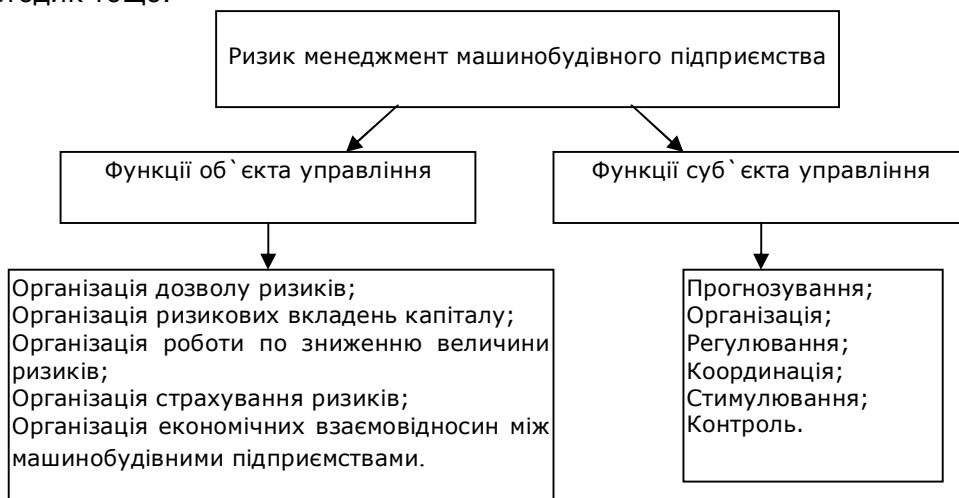 Ризик менеджмент машинобудівного підприємства
Функції об`єкта управління
Функції суб`єкта управління
Організація дозволу ризиків;
Організація ризикових вкладень капіталу;
Організація роботи по зниженню величини
ризиків;
Організація страхування ризиків;
Організація економічних взаємовідносин між
машинобудівними підприємствами.
Прогнозування;
Організація;
Регулювання;
Координація;
Стимулювання;
Контроль.